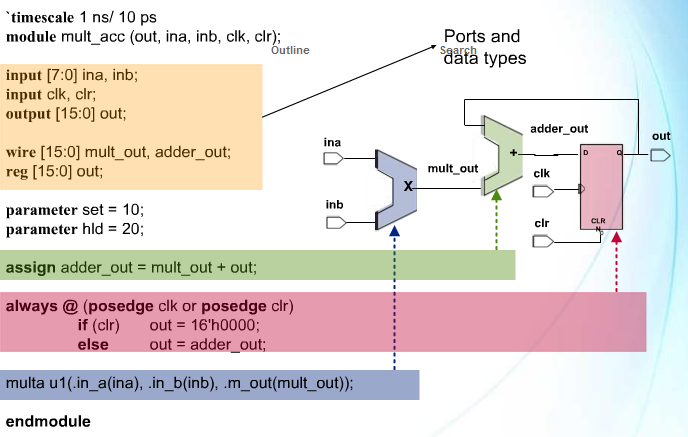 `timescale 1 ns/ 10 ps
module mult_acc (out, ina, inb, clk, clr);
Outline
Search
Ports and
data types
input [7:0] ina, inb;
input clk, clr;
output [15:0] out;
wire [15:0] mult_out, adder_out;
reg [15:0] out;
parameter set = 10;
parameter hld = 20;
assign adder_out = mult_out + out;
always @ (posedge clk or posedge clr)
if (clr) out = 16'h0000;
else out = adder_out;
multa u1(.in_a(ina), .in_b(inb), .m_out(mult_out));
endmodule
ina
inb
X
mult_out
+
adder_out
out
D
Q
clk
clr
CLR
N